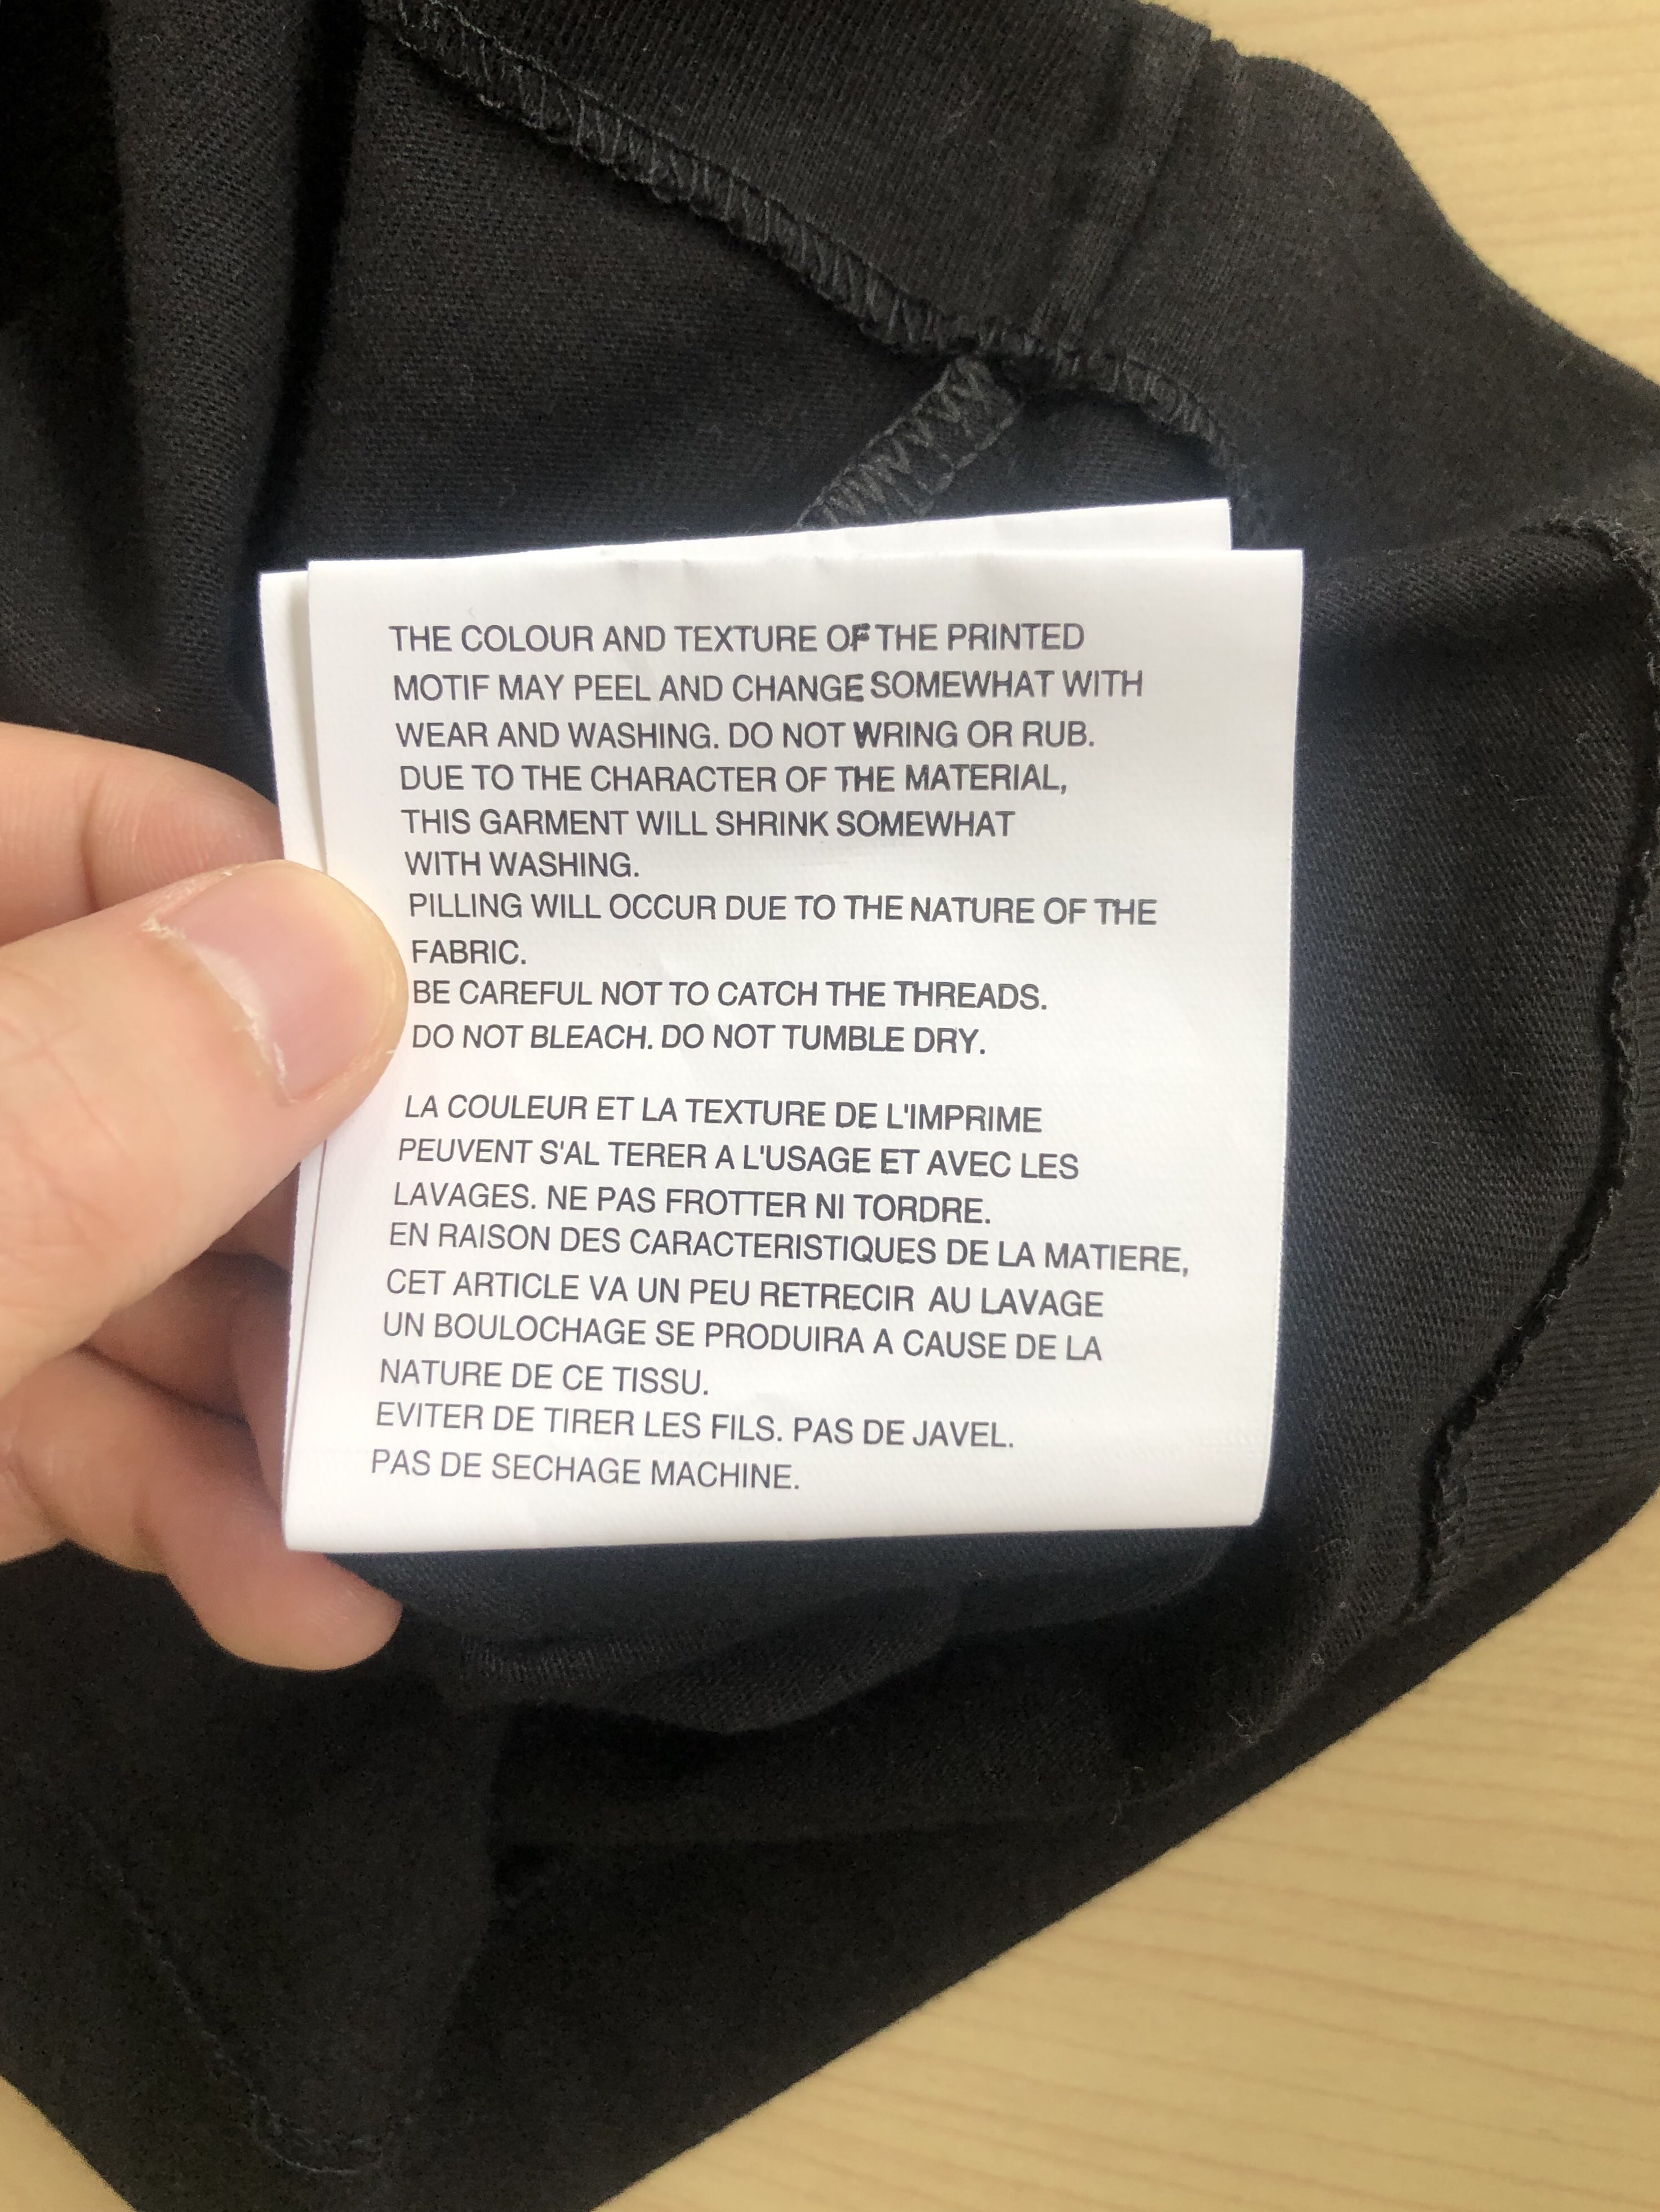 THE COLOUR AND TEXTURE OF THE PRINTED
MOTIF MAY PEEL AND CHANGE SOMEWHAT WITH
WEAR AND WASHING. DO NOT WRING OR RUB.
DUE TO THE CHARACTER OF THE MATERIAL,
THIS GARMENT WILL SHRINK SOMEWHAT
WITH WASHING.
PILLING WILL OCCUR DUE TO THE NATURE OF THE
FABRIC.
BE CAREFUL NOT TO CATCH THE THREADS.
DO NOT BLEACH. DO NOT TUMBLE DRY.
LA COULEUR ET LA TEXTURE DE L'IMPRIME
PEUVENT S'AL TERER A L'USAGE ET AVEC LES
LAVAGES. NE PAS FROTTER NI TORDRE.
EN RAISON DES CARACTERISTIQUES DE LA MATIERE,
CET ARTICLE VA UN PEU RETRECIR AU LAVAGE
UN BOULOCHAGE SE PRODUIRA A CAUSE DE LA
NATURE DE CE TISSU.
EVITER DE TIRER LES FILS. PAS DE JAVEL.
PAS DE SECHAGE MACHINE.